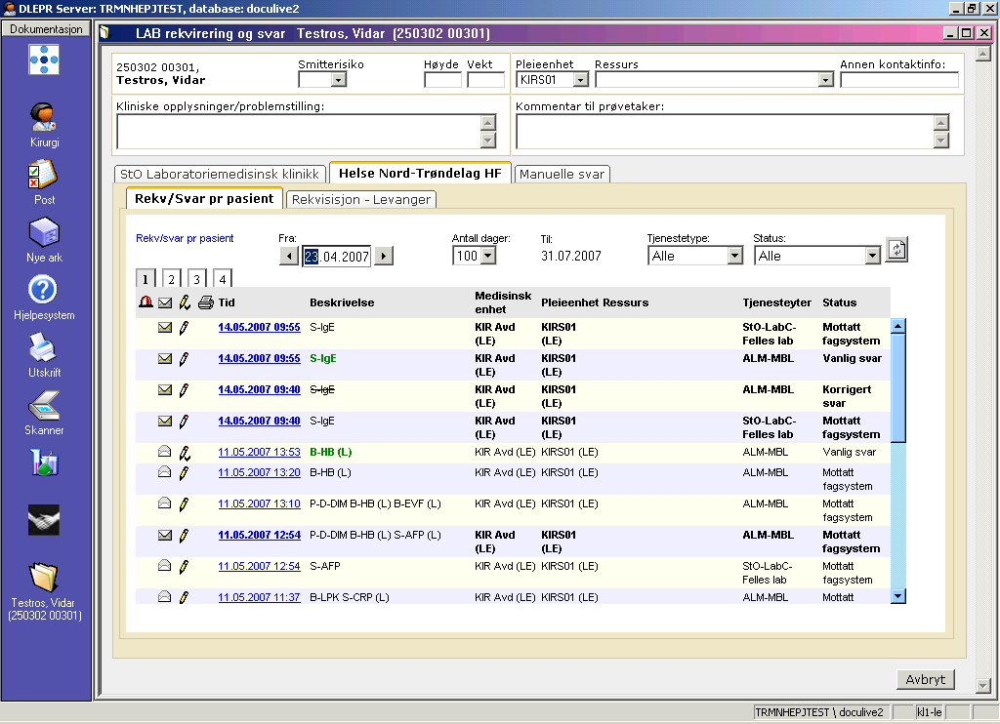 DLEPR Server: TRMNHEPJTEST, database: doculive2
Dokumentasjon
LAB rekvirering og svar Testros, Vidar (250302 00301)
250302 00301,
Testros, Vidar
Smitterisiko
Høyde Vekt
Pleieenhet Ressurs
Annen kontaktinfo:
KIRS01
Kliniske opplysninger/problemstilling:
Kommentar til prøvetaker:
Kirurgi
Post
Nye ark
Hjelpesystem
Utskrift
Skanner
Testros, Vidar
(250302 00301)
StO Laboratoriemedisinsk klinikk
Helse Nord-Trøndelag HF
Manuelle svar
Rekv/Svar pr pasient
Rekvisisjon - Levanger
Rekv/svar pr pasient
Fra: Antall dager: Til: Tjenestetype: Status:
23.04.2007 100 31.07.2007 Alle Alle
1 2 3 4
Tid Beskrivelse Medisinsk enhet Pleieenhet Ressurs Tjenesteyter Status
14.05.2007 09:55 S-IgE KIR Avd (LE) KIRS01 (LE) StO-LabC-Felles lab Mottatt fagsystem
14.05.2007 09:55 S-IgE KIR Avd (LE) KIRS01 (LE) ALM-MBL Vanlig svar
14.05.2007 09:40 S-IgE KIR Avd (LE) KIRS01 (LE) ALM-MBL Korrigert svar
14.05.2007 09:40 S-IgE KIR Avd (LE) KIRS01 (LE) StO-LabC-Felles lab Mottatt fagsystem
11.05.2007 13:53 B-HB (L) KIR Avd (LE) KIRS01 (LE) ALM-MBL Vanlig svar
11.05.2007 13:20 B-HB (L) KIR Avd (LE) KIRS01 (LE) ALM-MBL Mottatt fagsystem
11.05.2007 13:10 P-D-DIM B-HB (L) B-EVF (L) KIR Avd (LE) KIRS01 (LE) ALM-MBL Mottatt fagsystem
11.05.2007 12:54 P-D-DIM B-HB (L) S-AFP (L) KIR Avd (LE) KIRS01 (LE) ALM-MBL Mottatt fagsystem
11.05.2007 12:54 S-AFP KIR Avd (LE) KIRS01 (LE) StO-LabC-Felles lab Mottatt fagsystem
11.05.2007 11:37 B-LPK S-CRP (L) KIR Avd (LE) KIRS01 (LE) ALM-MBL Mottatt
Avbryt
TRMNHEPJTEST \ doculive2
kl1-le